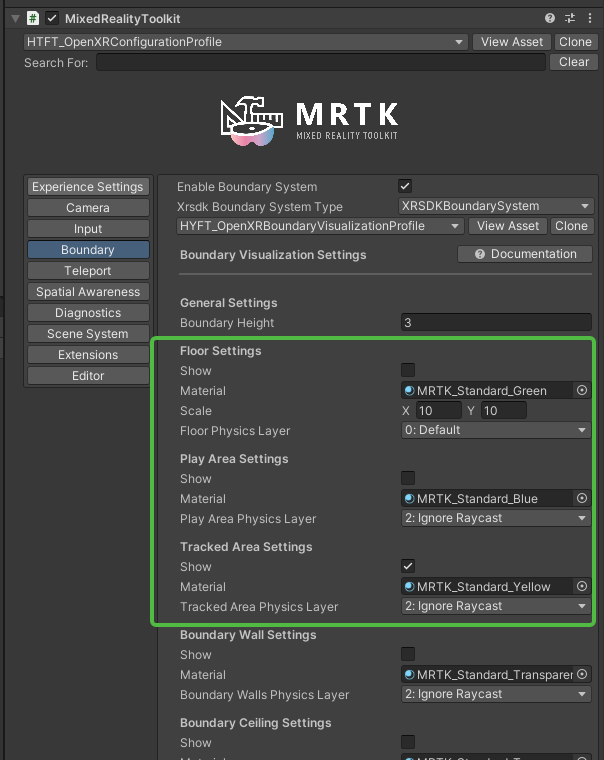 MixedRealityToolkit
HTFT_OpenXRConfigurationProfile View Asset Clone
Search For: Clear
MRTK
MIXED REALITY TOOLKIT
Experience Settings
Camera
Input
Boundary
Teleport
Spatial Awareness
Diagnostics
Scene System
Extensions
Editor
Enable Boundary System
Xrsdk Boundary System Type XRSDKBoundarySystem
HYFT_OpenXRBoundaryVisualizationProfile View Asset Clone
Boundary Visualization Settings Documentation
General Settings
Boundary Height 3
Floor Settings
Show
Material MRTK_Standard_Green
Scale X 10 Y 10
Floor Physics Layer 0: Default
Play Area Settings
Show
Material MRTK_Standard_Blue
Play Area Physics Layer 2: Ignore Raycast
Tracked Area Settings
Show
Material MRTK_Standard_Yellow
Tracked Area Physics Layer 2: Ignore Raycast
Boundary Wall Settings
Show
Material MRTK_Standard_Transparer
Boundary Walls Physics Layer 2: Ignore Raycast
Boundary Ceiling Settings
Show